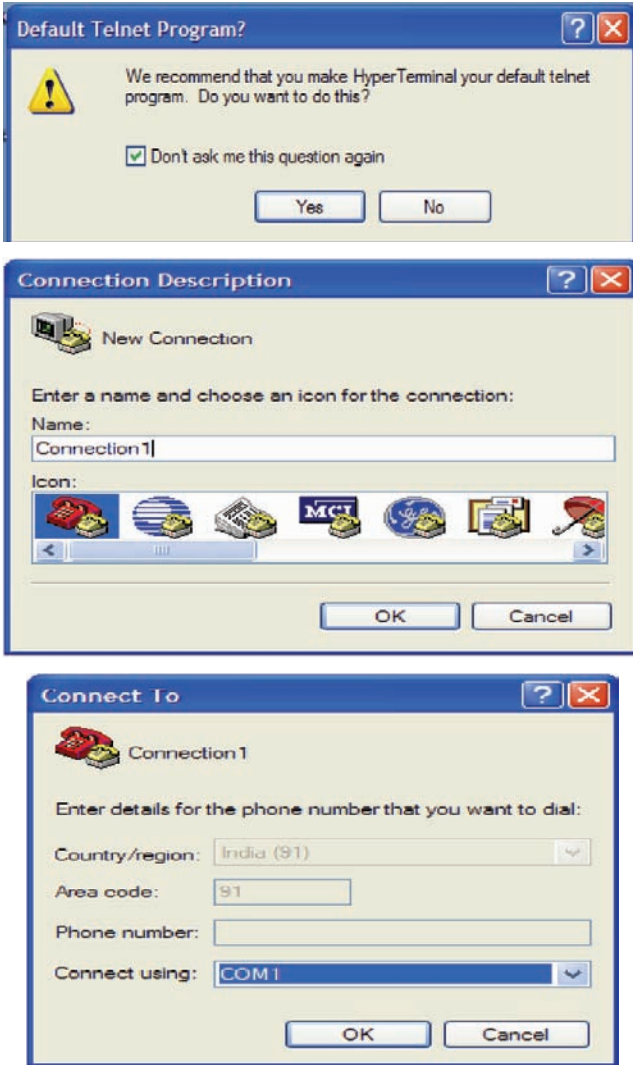 Default Telnet Program?
We recommend that you make HyperTerminal your default telnet
program. Do you want to do this?
Don't ask me this question again
Yes No
Connection Description
New Connection
Enter a name and choose an icon for the connection:
Name:
Connection1
Icon:
MCI
OK Cancel
Connect To
Connection1
Enter details for the phone number that you want to dial:
Country/region: India (91)
Area code: 91
Phone number:
Connect using: COM1
OK Cancel